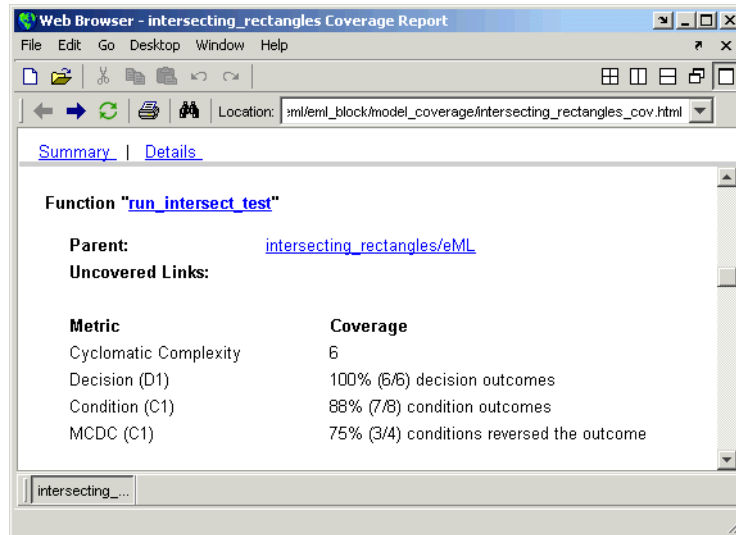 Web Browser - intersecting_rectangles Coverage Report
File Edit Go Desktop Window Help
Location: :ml/eml_block/model_coverage/intersecting_rectangles_cov.html
Summary | Details
Function "run_intersect_test"
Parent: intersecting_rectangles/eML
Uncovered Links:
Metric Coverage
Cyclomatic Complexity 6
Decision (D1) 100% (6/6) decision outcomes
Condition (C1) 88% (7/8) condition outcomes
MCDC (C1) 75% (3/4) conditions reversed the outcome
intersecting_...